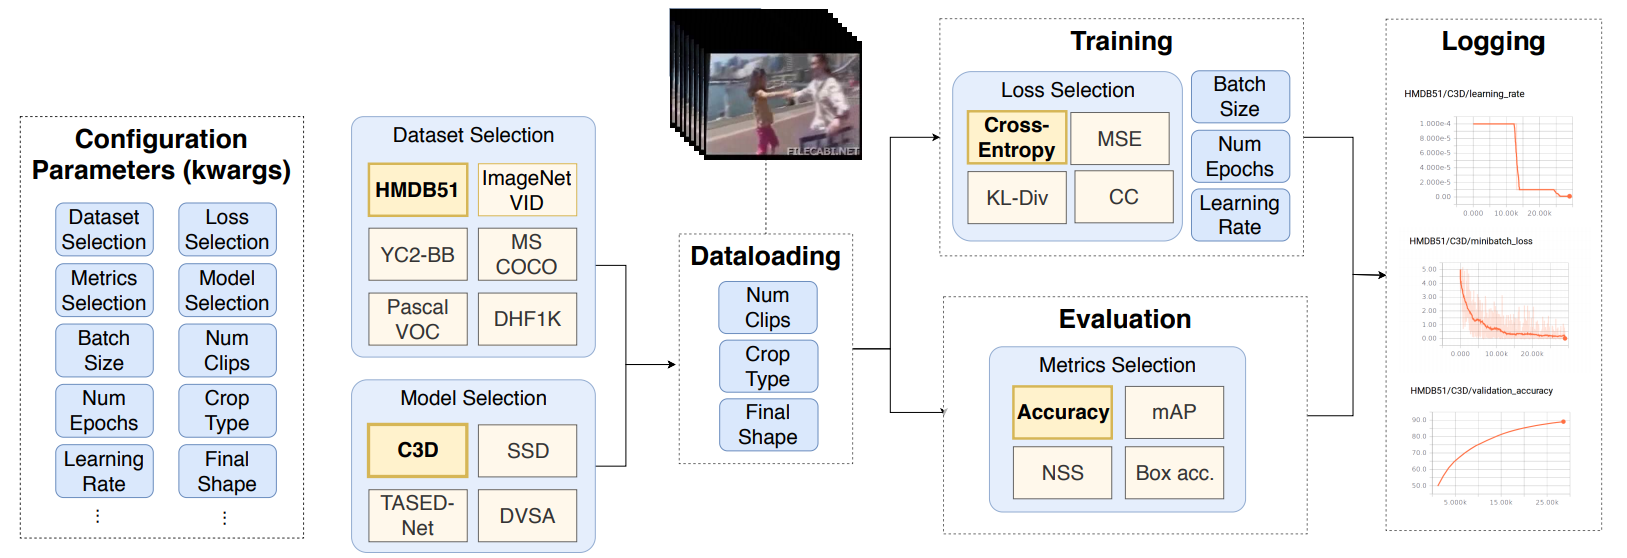 Configuration
Parameters (kwargs)
Dataset
Selection
Loss
Selection
Metrics
Selection
Model
Selection
Batch
Size
Num
Clips
Num
Epochs
Crop
Type
Learning
Rate
Final
Shape
Dataset Selection
HMDB51
ImageNet
VID
YC2-BB
MS
COCO
Pascal
VOC
DHF1K
Model Selection
C3D
SSD
TASED-
Net
DVSA
FILECABI.NET
Dataloading
Num
Clips
Crop
Type
Final
Shape
Training
Loss Selection
Cross-
Entropy
MSE
KL-Div
CC
Batch
Size
Num
Epochs
Learning
Rate
Evaluation
Metrics Selection
Accuracy
mAP
NSS
Box acc.
Logging
HMDB51/C3D/learning_rate
1.000e-4
8.000e-5
6.000e-5
4.000e-5
2.000e-5
0.00
0.000 10.00k 20.00k
HMDB51/C3D/minibatch_loss
5.00
4.00
3.00
2.00
1.00
0.00
0.000 10.00k 20.00k
HMDB51/C3D/validation_accuracy
90.0
80.0
70.0
60.0
50.0
5.000k 15.00k 25.00k